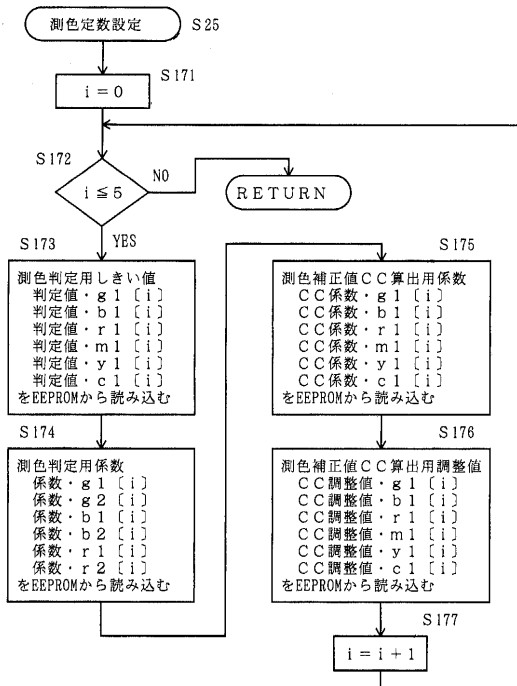 測色定数設定
S25
S171
i=0
S172
i≦5
NO
RETURN
YES
S173
測色判定用しきい値
判定値・g1〔i〕
判定値・b1〔i〕
判定値・r1〔i〕
判定値・m1〔i〕
判定値・y1〔i〕
判定値・c1〔i〕
をEEPROMから読み込む
S174
測色判定用係数
係数・g1〔i〕
係数・g2〔i〕
係数・b1〔i〕
係数・b2〔i〕
係数・r1〔i〕
係数・r2〔i〕
をEEPROMから読み込む
S175
測色補正値CC算出用係数
CC係数・g1〔i〕
CC係数・b1〔i〕
CC係数・r1〔i〕
CC係数・m1〔i〕
CC係数・y1〔i〕
CC係数・c1〔i〕
をEEPROMから読み込む
S176
測色補正値CC算出用調整値
CC調整値・g1〔i〕
CC調整値・b1〔i〕
CC調整値・r1〔i〕
CC調整値・m1〔i〕
CC調整値・y1〔i〕
CC調整値・c1〔i〕
をEEPROMから読み込む
S177
i=i+1